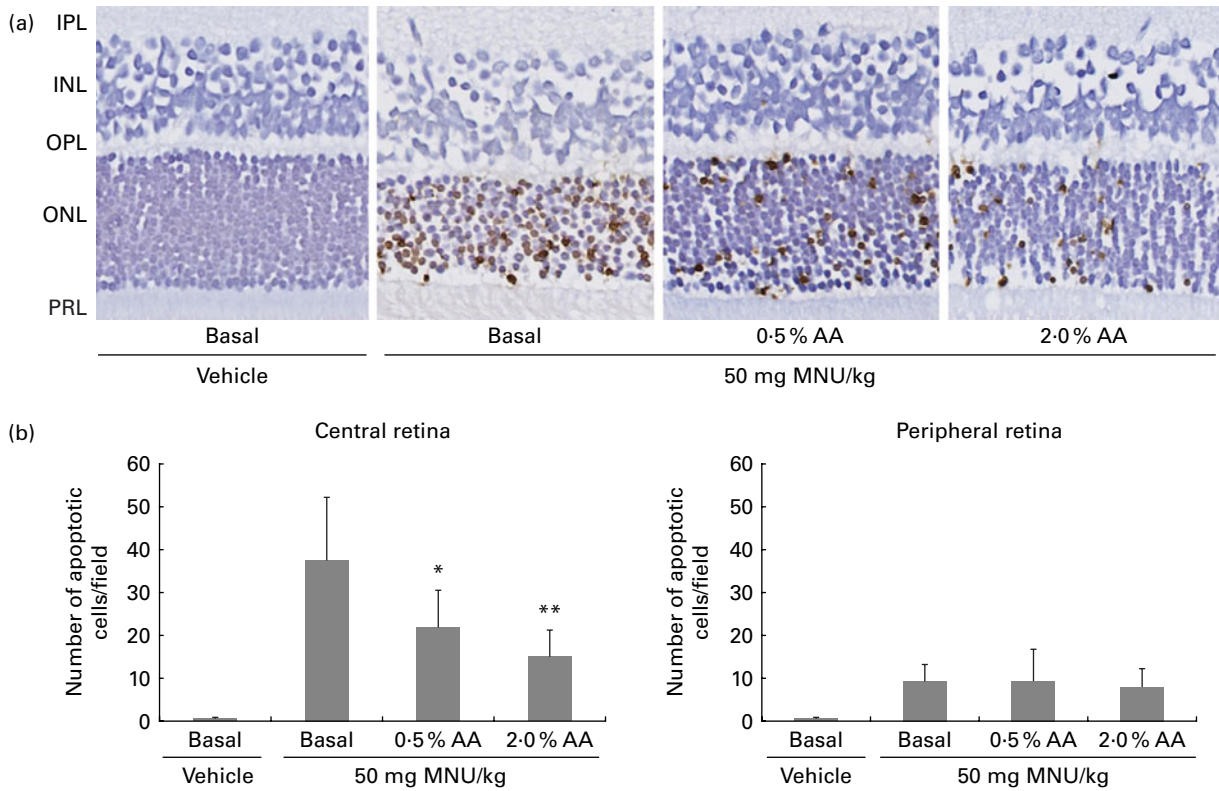 (a)
IPL
INL
OPL
ONL
PRL
Basal
Basal
0·5 % AA
2·0 % AA
Vehicle
50 mg MNU/kg
(b)
Central retina
Number of apoptotic
cells/field
60
50
40
30
20
10
0
*
**
Basal
Basal
0·5 % AA
2·0 % AA
Vehicle
50 mg MNU/kg
Peripheral retina
Number of apoptotic
cells/field
60
50
40
30
20
10
0
Basal
Basal
0·5 % AA
2·0 % AA
Vehicle
50 mg MNU/kg